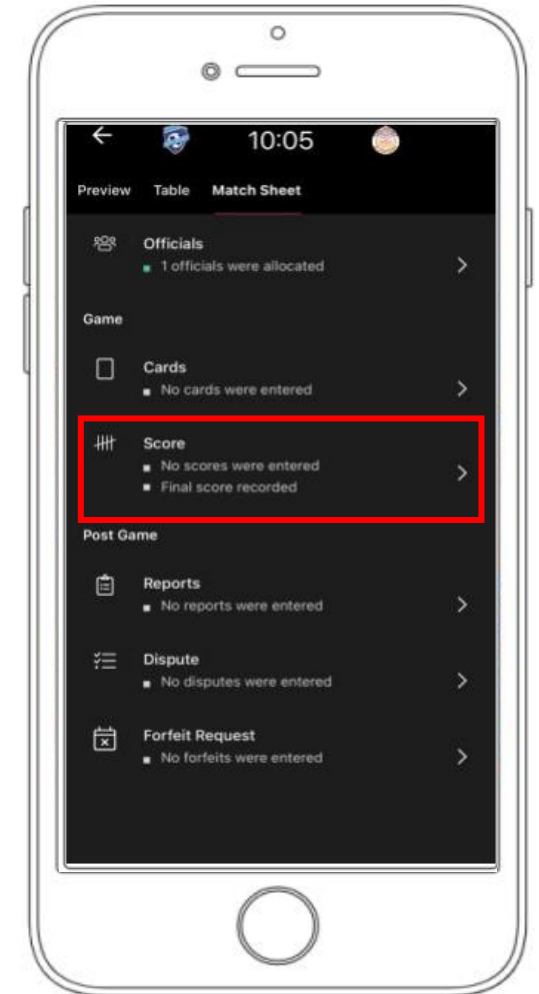 10:05
Preview Table Match Sheet
Officials
1 officials were allocated
Game
Cards
No cards were entered
Score
No scores were entered
Final score recorded
Post Game
Reports
No reports were entered
Dispute
No disputes were entered
Forfeit Request
No forfeits were entered